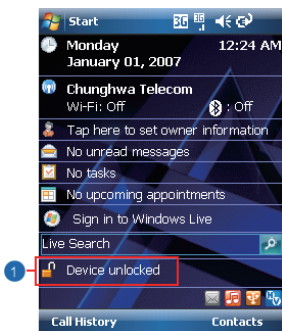 Start
3G
Monday 12:24 AM
January 01, 2007
Chunghwa Telecom
Wi-Fi: Off : Off
Tap here to set owner information
No unread messages
No tasks
No upcoming appointments
Sign in to Windows Live
Live Search
1 Device unlocked
Call History Contacts